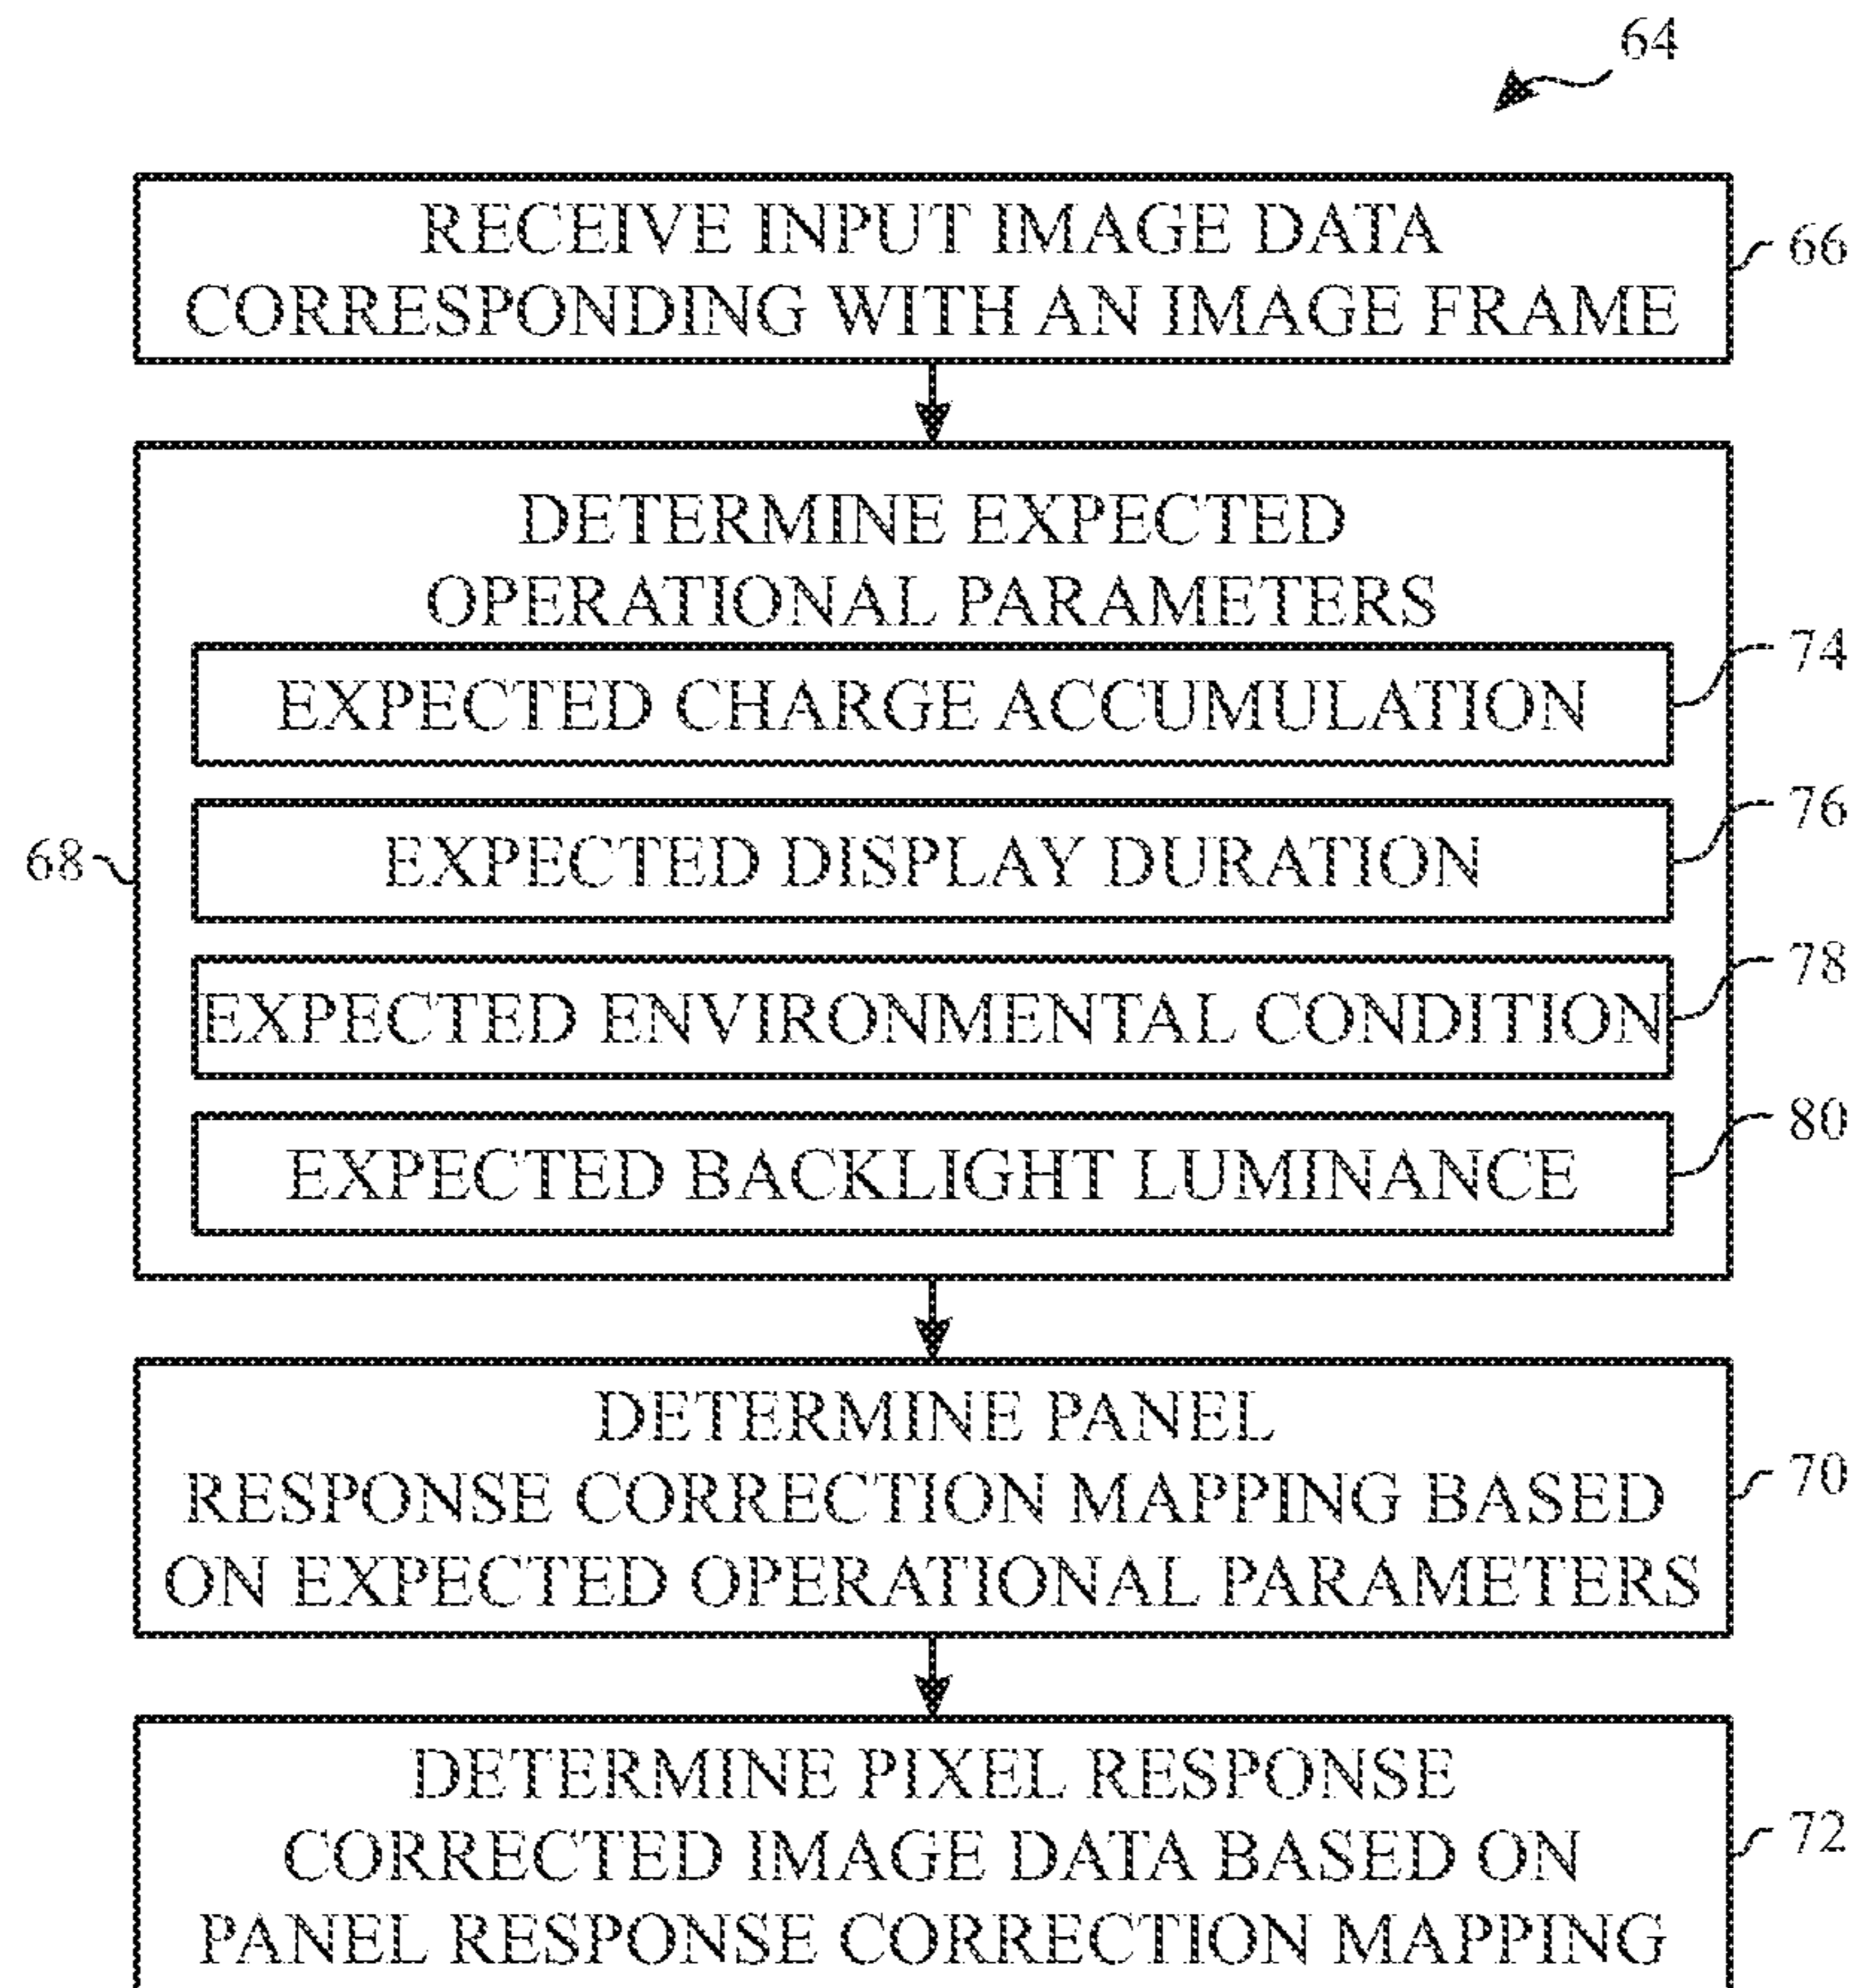 64
RECEIVE INPUT IMAGE DATA
CORRESPONDING WITH AN IMAGE FRAME
66
DETERMINE EXPECTED
OPERATIONAL PARAMETERS
68
EXPECTED CHARGE ACCUMULATION
74
EXPECTED DISPLAY DURATION
76
EXPECTED ENVIRONMENTAL CONDITION
78
EXPECTED BACKLIGHT LUMINANCE
80
DETERMINE PANEL
RESPONSE CORRECTION MAPPING BASED
ON EXPECTED OPERATIONAL PARAMETERS
70
DETERMINE PIXEL RESPONSE
CORRECTED IMAGE DATA BASED ON
PANEL RESPONSE CORRECTION MAPPING
72